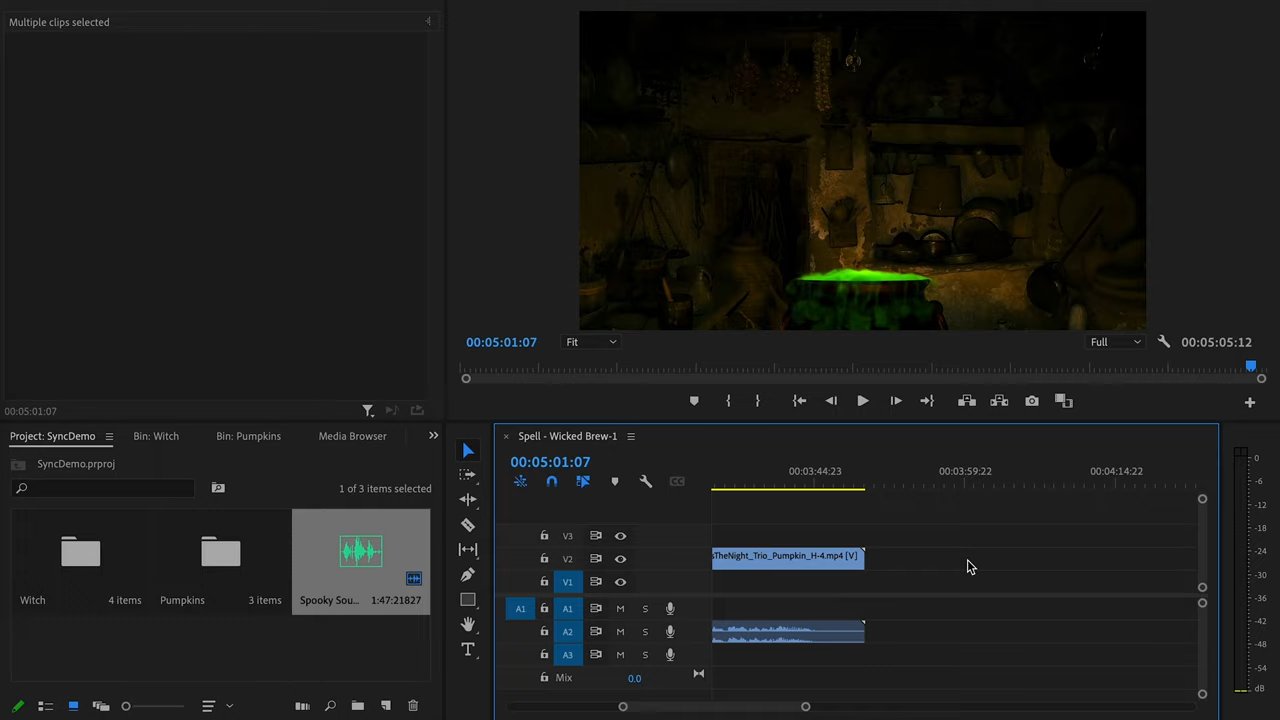 Multiple clips selected
00:05:01:07
Fit
Full
00:05:05:12
00:05:01:07
Project: SyncDemo
Bin: Witch
Bin: Pumpkins
Media Browser
SyncDemo.prproj
1 of 3 items selected
Witch
4 items
Pumpkins
3 items
Spooky Sou...
1:47:21827
× Spell - Wicked Brew-1
00:05:01:07
00:03:44:23
00:03:59:22
00:04:14:22
CC
V3
V2
sTheNight_Trio_Pumpkin_H-4.mp4 [V]
V1
A1
A1
M
S
A2
M
S
A3
M
S
Mix
0.0
0
-6
-12
-18
-24
-30
-36
-42
-48
-54
dB